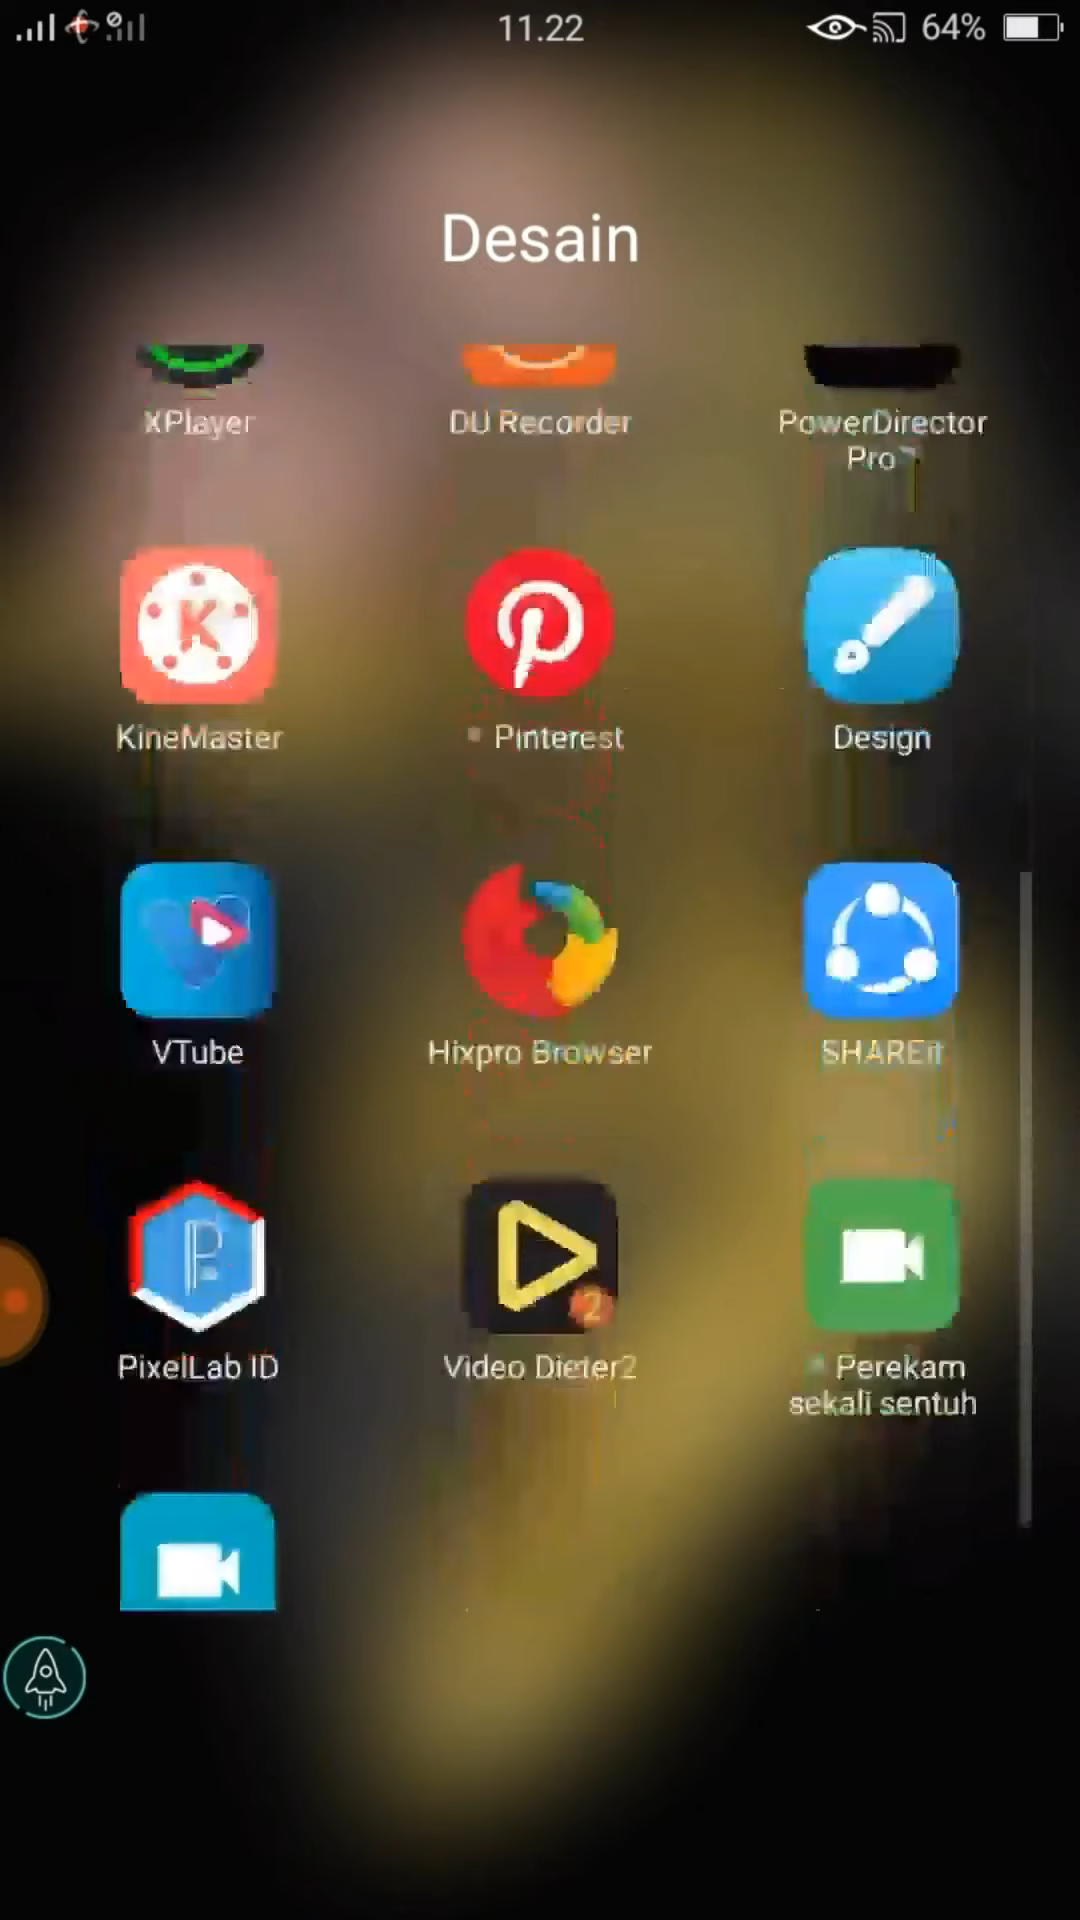 11.22
64%
Desain
XPlayer
DU Recorder
PowerDirector
Pro
KineMaster
Pinterest
Design
VTube
Hixpro Browser
SHAREit
2
PixelLab ID
Video Dieter2
Perekam
sekali sentuh